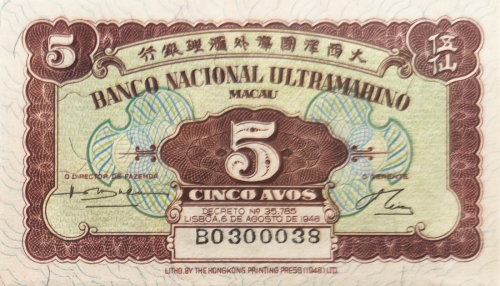 大西洋國海外滙理銀行
5
伍仙
BANCO NACIONAL ULTRAMARINO
MACAU
5
O DIRECTOR DE FAZENDA
O GERENTE
CINCO AVOS
DECRETO Nº 35.785
LISBOA, 6 DE AGOSTO DE 1946
B0300038
LITHO. BY THE HONGKONG PRINTING PRESS (1946) LTD.